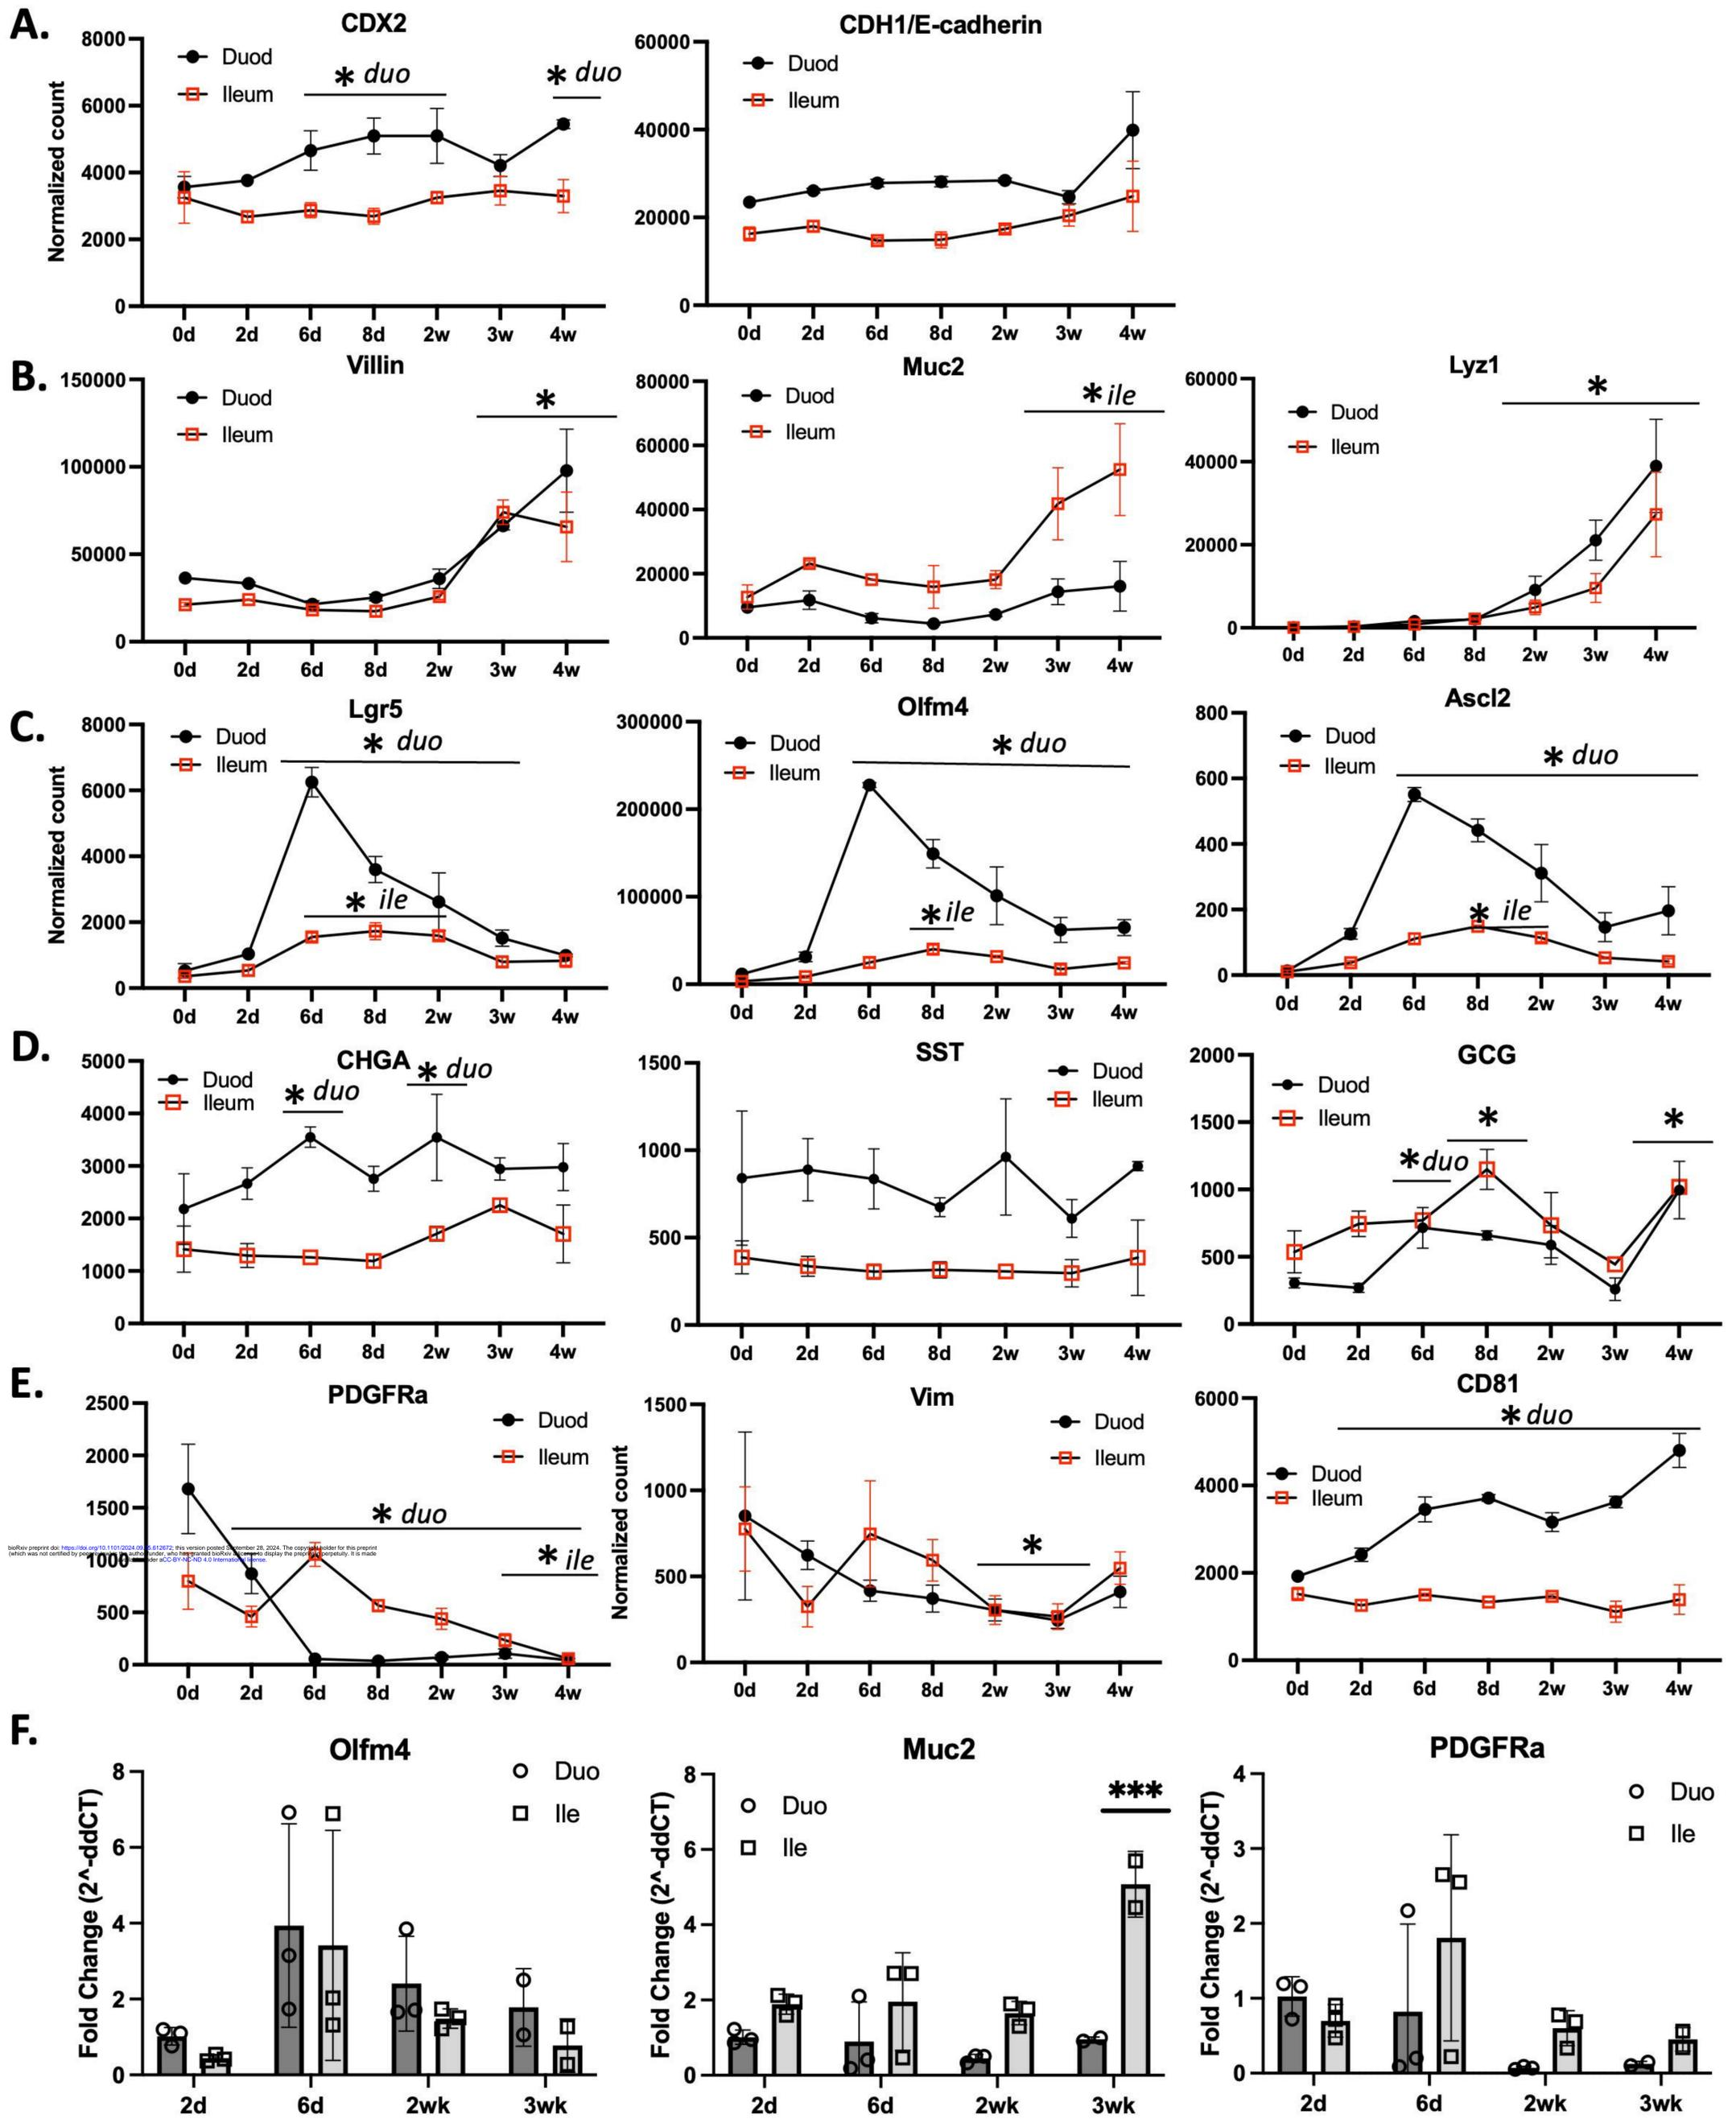 A.
CDX2
CDH1/E-cadherin
8000
6000
4000
2000
0
Normalized count
Duod
Ileum
* duo
* duo
0d 2d 6d 8d 2w 3w 4w
60000
40000
20000
0
Duod
Ileum
0d 2d 6d 8d 2w 3w 4w
B.
Villin
150000
100000
50000
0
Duod
Ileum
*
0d 2d 6d 8d 2w 3w 4w
Muc2
80000
60000
40000
20000
0
Duod
Ileum
* ile
0d 2d 6d 8d 2w 3w 4w
Lyz1
60000
40000
20000
0
Duod
Ileum
*
0d 2d 6d 8d 2w 3w 4w
C.
Lgr5
8000
6000
4000
2000
0
Normalized count
Duod
Ileum
* duo
* ile
0d 2d 6d 8d 2w 3w 4w
Olfm4
300000
200000
100000
0
Duod
Ileum
* duo
* ile
0d 2d 6d 8d 2w 3w 4w
Ascl2
800
600
400
200
0
Duod
Ileum
* duo
* ile
0d 2d 6d 8d 2w 3w 4w
D.
CHGA
5000
4000
3000
2000
1000
0
Duod
Ileum
* duo
* duo
0d 2d 6d 8d 2w 3w 4w
SST
1500
1000
500
0
Duod
Ileum
0d 2d 6d 8d 2w 3w 4w
GCG
2000
1500
1000
500
0
Duod
Ileum
* duo
*
*
0d 2d 6d 8d 2w 3w 4w
E.
PDGFRa
2500
2000
1500
1000
500
0
Duod
Ileum
* duo
* ile
0d 2d 6d 8d 2w 3w 4w
Vim
Normalized count
1500
1000
500
0
Duod
Ileum
*
0d 2d 6d 8d 2w 3w 4w
CD81
6000
4000
2000
0
Duod
Ileum
* duo
0d 2d 6d 8d 2w 3w 4w
F.
Olfm4
Fold Change (2^-ddCT)
8
6
4
2
0
Duo
Ile
2d 6d 2wk 3wk
Muc2
Fold Change (2^-ddCT)
8
6
4
2
0
Duo
Ile
***
2d 6d 2wk 3wk
PDGFRa
Fold Change (2^-ddCT)
4
3
2
1
0
Duo
Ile
2d 6d 2wk 3wk